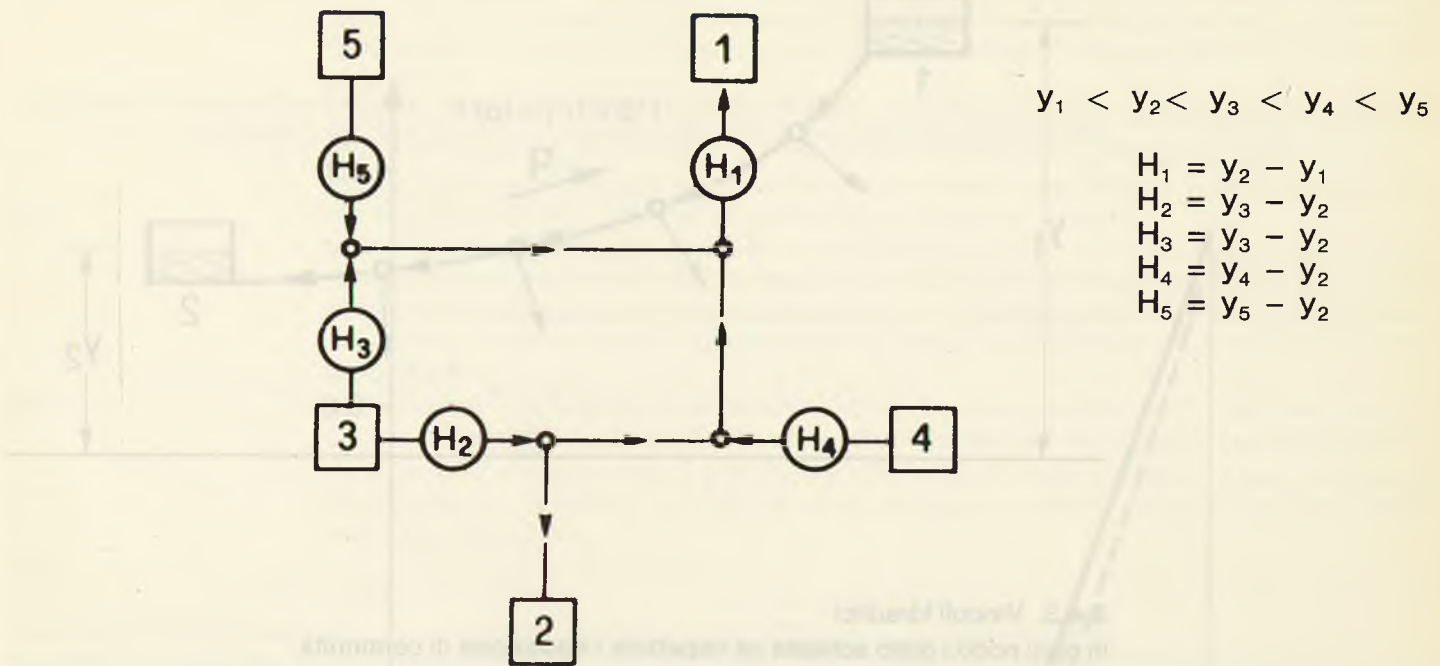 5
1
y₁ < y₂ < y₃ < y₄ < y₅
H₅
H₁
H₁ = y₂ − y₁
H₂ = y₃ − y₂
H₃ = y₃ − y₂
H₄ = y₄ − y₂
H₅ = y₅ − y₂
H₃
3
H₂
H₄
4
2